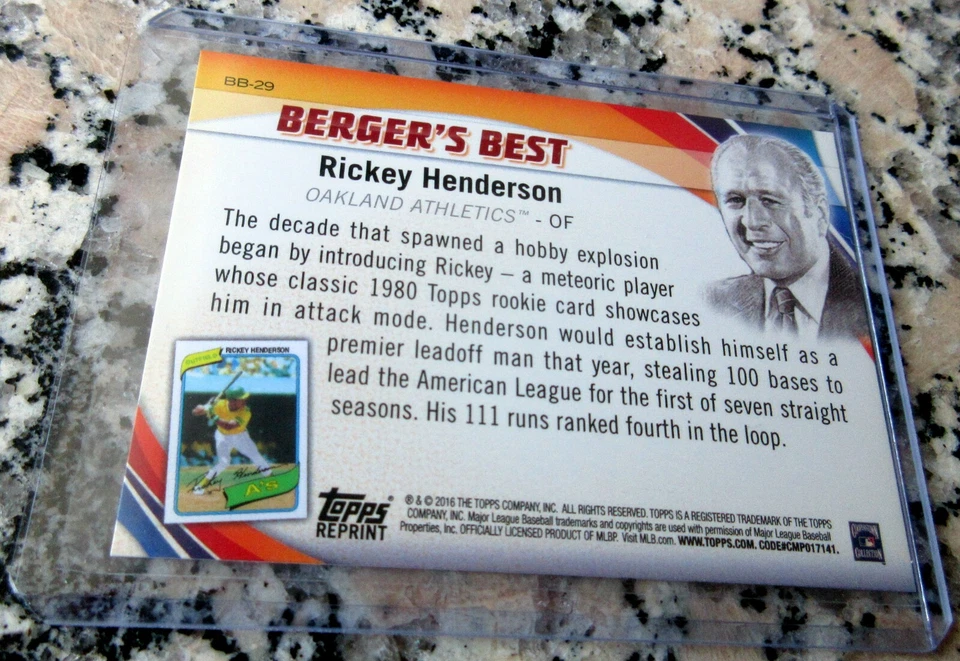 BB-29
BERGER'S BEST
Rickey Henderson
OAKLAND ATHLETICS™ - OF
The decade that spawned a hobby explosion
began by introducing Rickey – a meteoric player
whose classic 1980 Topps rookie card showcases
him in attack mode. Henderson would establish himself as a
premier leadoff man that year, stealing 100 bases to
lead the American League for the first of seven straight
seasons. His 111 runs ranked fourth in the loop.
RICKEY HENDERSON
Rickey Henderson
A's
topps®
REPRINT
® & © 2016 THE TOPPS COMPANY, INC. ALL RIGHTS RESERVED. TOPPS IS A REGISTERED TRADEMARK OF THE TOPPS
COMPANY, INC. Major League Baseball trademarks and copyrights are used with permission of Major League Baseball
Properties, Inc. OFFICIALLY LICENSED PRODUCT OF MLBP. Visit MLB.com. WWW.TOPPS.COM. CODE#CMP017141.
COLLECTION